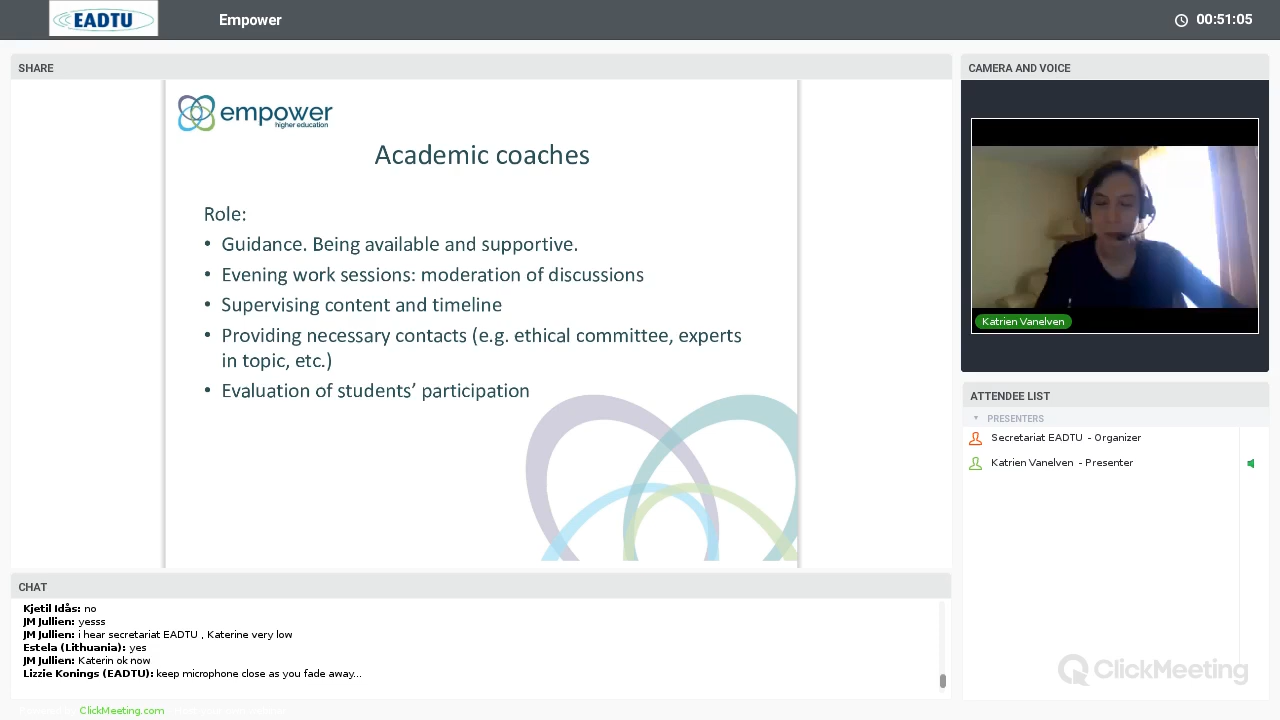 EADTU
Empower
00:51:05
SHARE
empower
higher education
Academic coaches
Role:
• Guidance. Being available and supportive.
• Evening work sessions: moderation of discussions
• Supervising content and timeline
• Providing necessary contacts (e.g. ethical committee, experts
in topic, etc.)
• Evaluation of students’ participation
CAMERA AND VOICE
Katrien Vanelven
ATTENDEE LIST
PRESENTERS
Secretariat EADTU - Organizer
Katrien Vanelven - Presenter
CHAT
Kjetil Idås: no
JM Jullien: yesss
JM Jullien: i hear secretariat EADTU , Katerine very low
Estela (Lithuania): yes
JM Jullien: Katerin ok now
Lizzie Konings (EADTU): keep microphone close as you fade away...
ClickMeeting
ClickMeeting.com